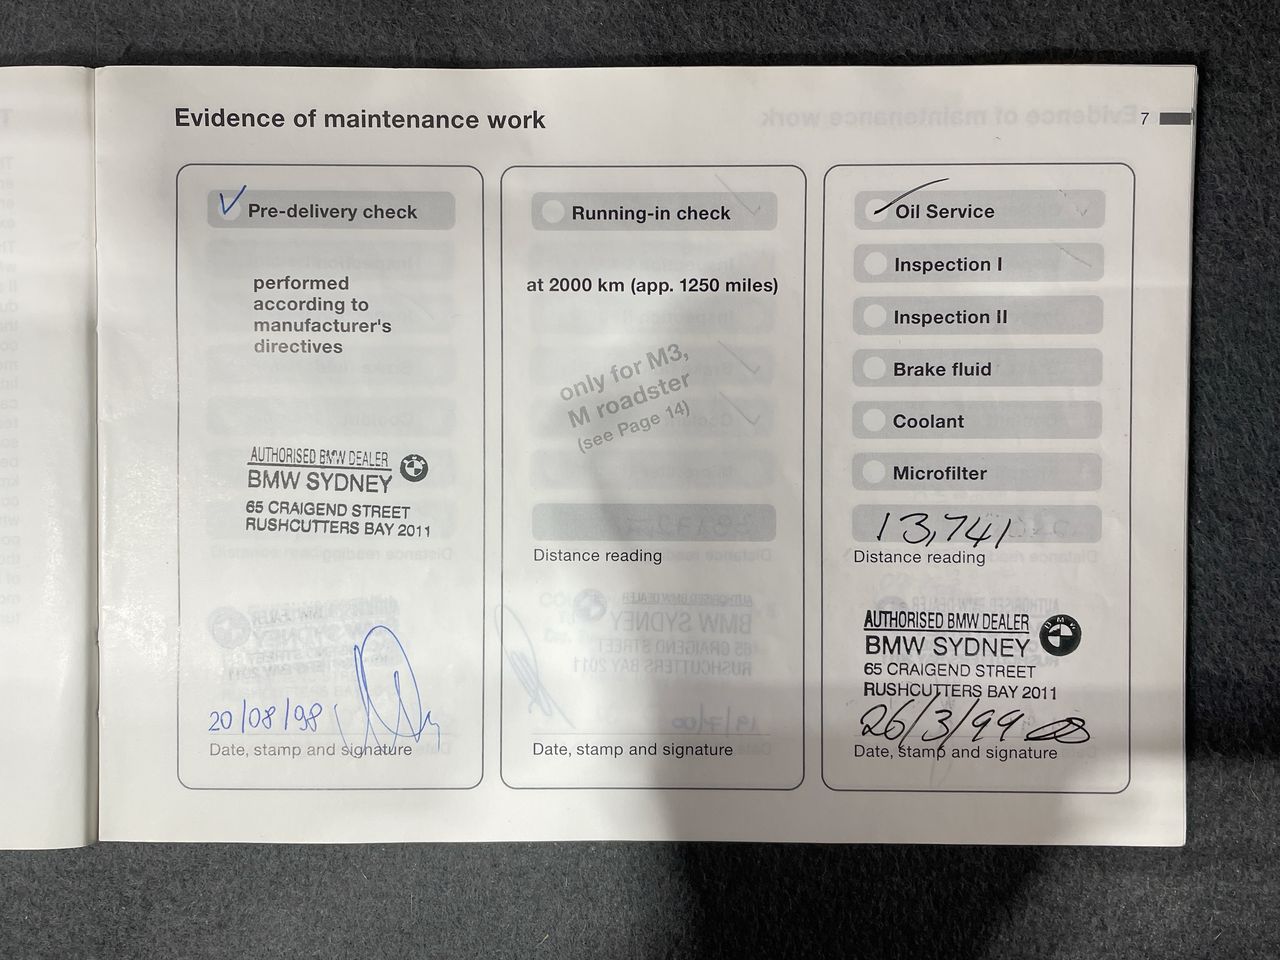 Evidence of maintenance work
7
Pre-delivery check
performed
according to
manufacturer's
directives
AUTHORISED BMW DEALER
BMW SYDNEY
65 CRAIGEND STREET
RUSHCUTTERS BAY 2011
20/08/98
Date, stamp and signature
Running-in check
at 2000 km (app. 1250 miles)
only for M3,
M roadster
(see Page 14)
Distance reading
Date, stamp and signature
Oil Service
Inspection I
Inspection II
Brake fluid
Coolant
Microfilter
13,741
Distance reading
AUTHORISED BMW DEALER
BMW
BMW SYDNEY
65 CRAIGEND STREET
RUSHCUTTERS BAY 2011
26/3/99
Date, stamp and signature